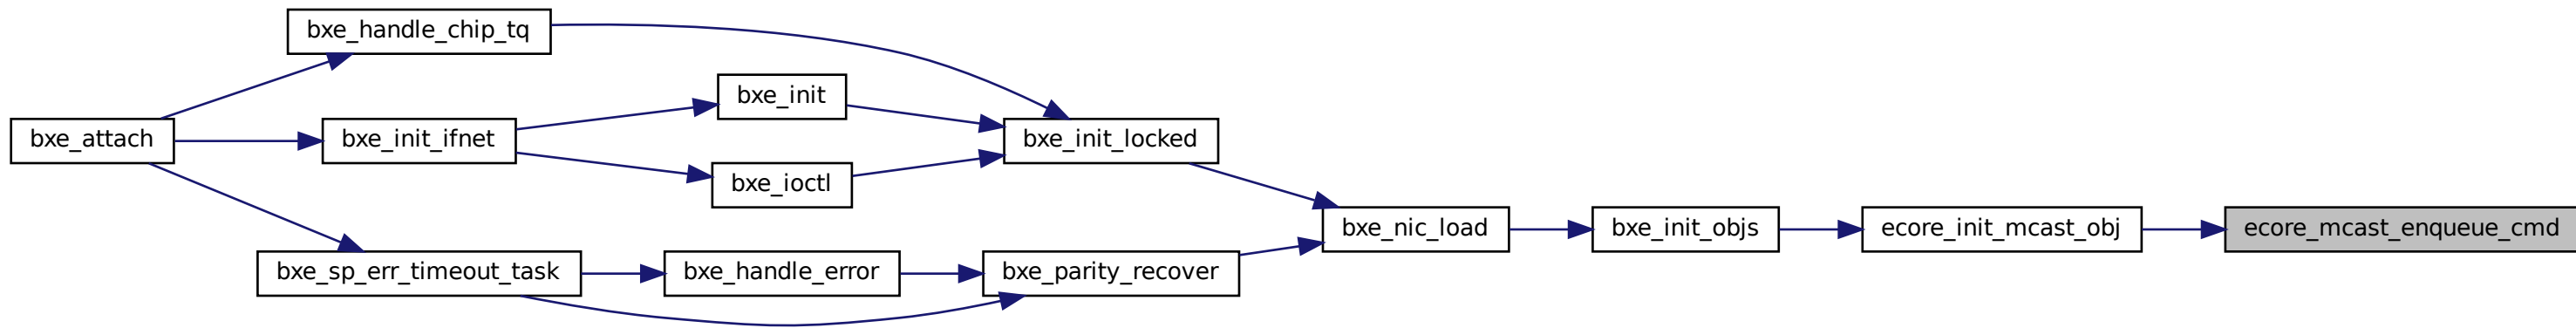 bxe_handle_chip_tq
bxe_init
bxe_attach
bxe_init_ifnet
bxe_init_locked
bxe_ioctl
bxe_nic_load
bxe_init_objs
ecore_init_mcast_obj
ecore_mcast_enqueue_cmd
bxe_sp_err_timeout_task
bxe_handle_error
bxe_parity_recover